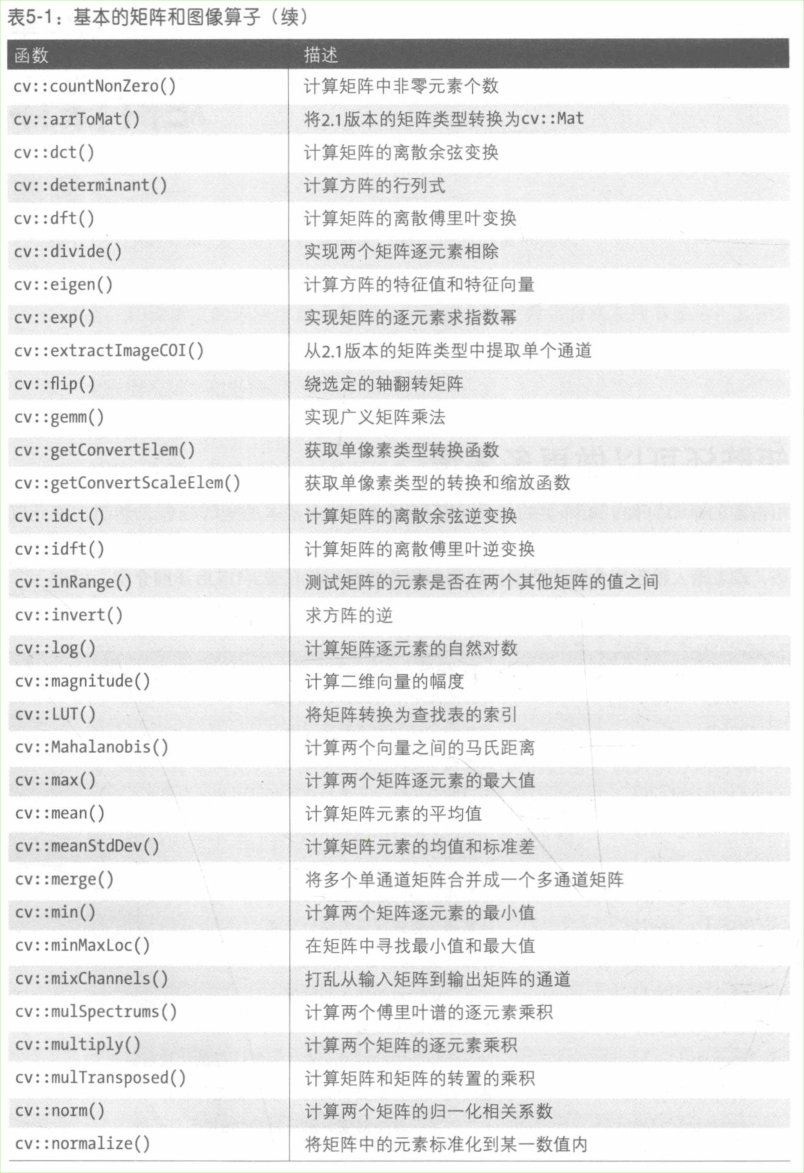 表5-1：基本的矩阵和图像算子（续）
函数 描述
cv::countNonZero() 计算矩阵中非零元素个数
cv::arrToMat() 将2.1版本的矩阵类型转换为cv::Mat
cv::dct() 计算矩阵的离散余弦变换
cv::determinant() 计算方阵的行列式
cv::dft() 计算矩阵的离散傅里叶变换
cv::divide() 实现两个矩阵逐元素相除
cv::eigen() 计算方阵的特征值和特征向量
cv::exp() 实现矩阵的逐元素求指数幂
cv::extractImageCOI() 从2.1版本的矩阵类型中提取单个通道
cv::flip() 绕选定的轴翻转矩阵
cv::gemm() 实现广义矩阵乘法
cv::getConvertElem() 获取单像素类型转换函数
cv::getConvertScaleElem() 获取单像素类型的转换和缩放函数
cv::idct() 计算矩阵的离散余弦逆变换
cv::idft() 计算矩阵的离散傅里叶逆变换
cv::inRange() 测试矩阵的元素是否在两个其他矩阵的值之间
cv::invert() 求方阵的逆
cv::log() 计算矩阵逐元素的自然对数
cv::magnitude() 计算二维向量的幅度
cv::LUT() 将矩阵转换为查找表的索引
cv::Mahalanobis() 计算两个向量之间的马氏距离
cv::max() 计算两个矩阵逐元素的最大值
cv::mean() 计算矩阵元素的平均值
cv::meanStdDev() 计算矩阵元素的均值和标准差
cv::merge() 将多个单通道矩阵合并成一个多通道矩阵
cv::min() 计算两个矩阵逐元素的最小值
cv::minMaxLoc() 在矩阵中寻找最小值和最大值
cv::mixChannels() 打乱从输入矩阵到输出矩阵的通道
cv::mulSpectrums() 计算两个傅里叶谱的逐元素乘积
cv::multiply() 计算两个矩阵的逐元素乘积
cv::mulTransposed() 计算矩阵和矩阵的转置的乘积
cv::norm() 计算两个矩阵的归一化相关系数
cv::normalize() 将矩阵中的元素标准化到某一数值内